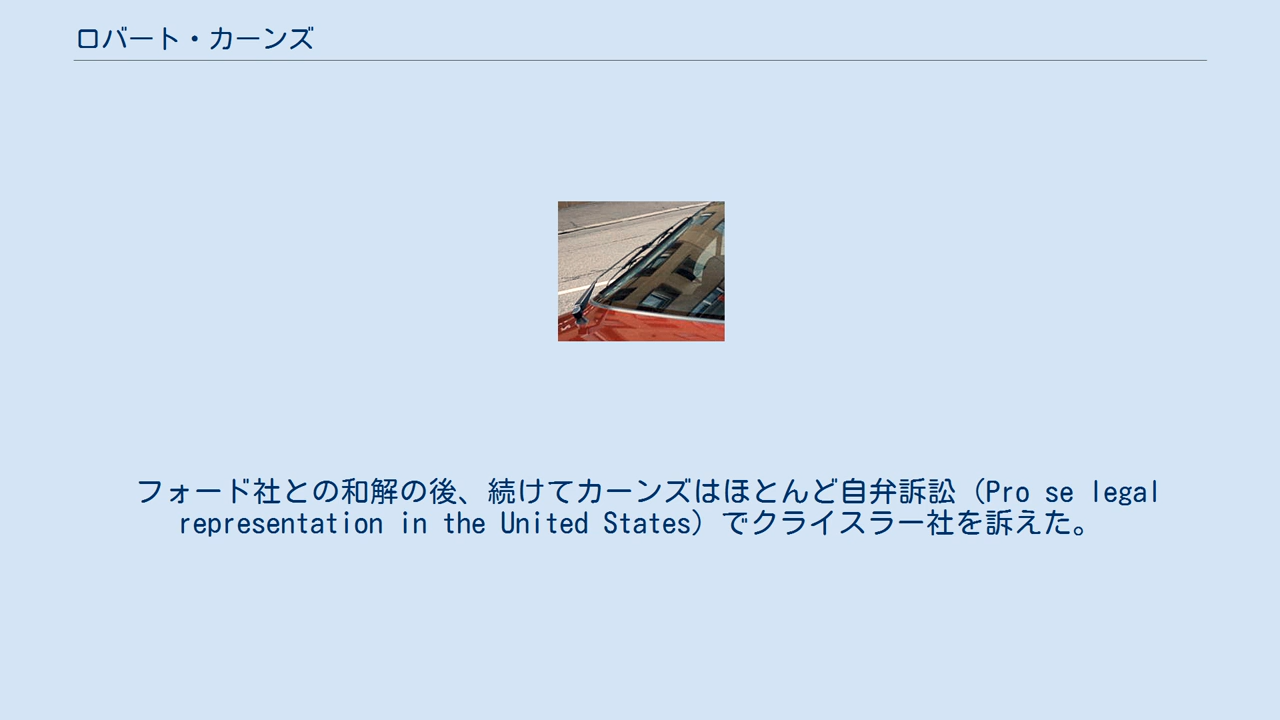 ロバート・カーンズ
フォード社との和解の後、続けてカーンズはほとんど自弁訴訟（Pro se legal
representation in the United States）でクライスラー社を訴えた。